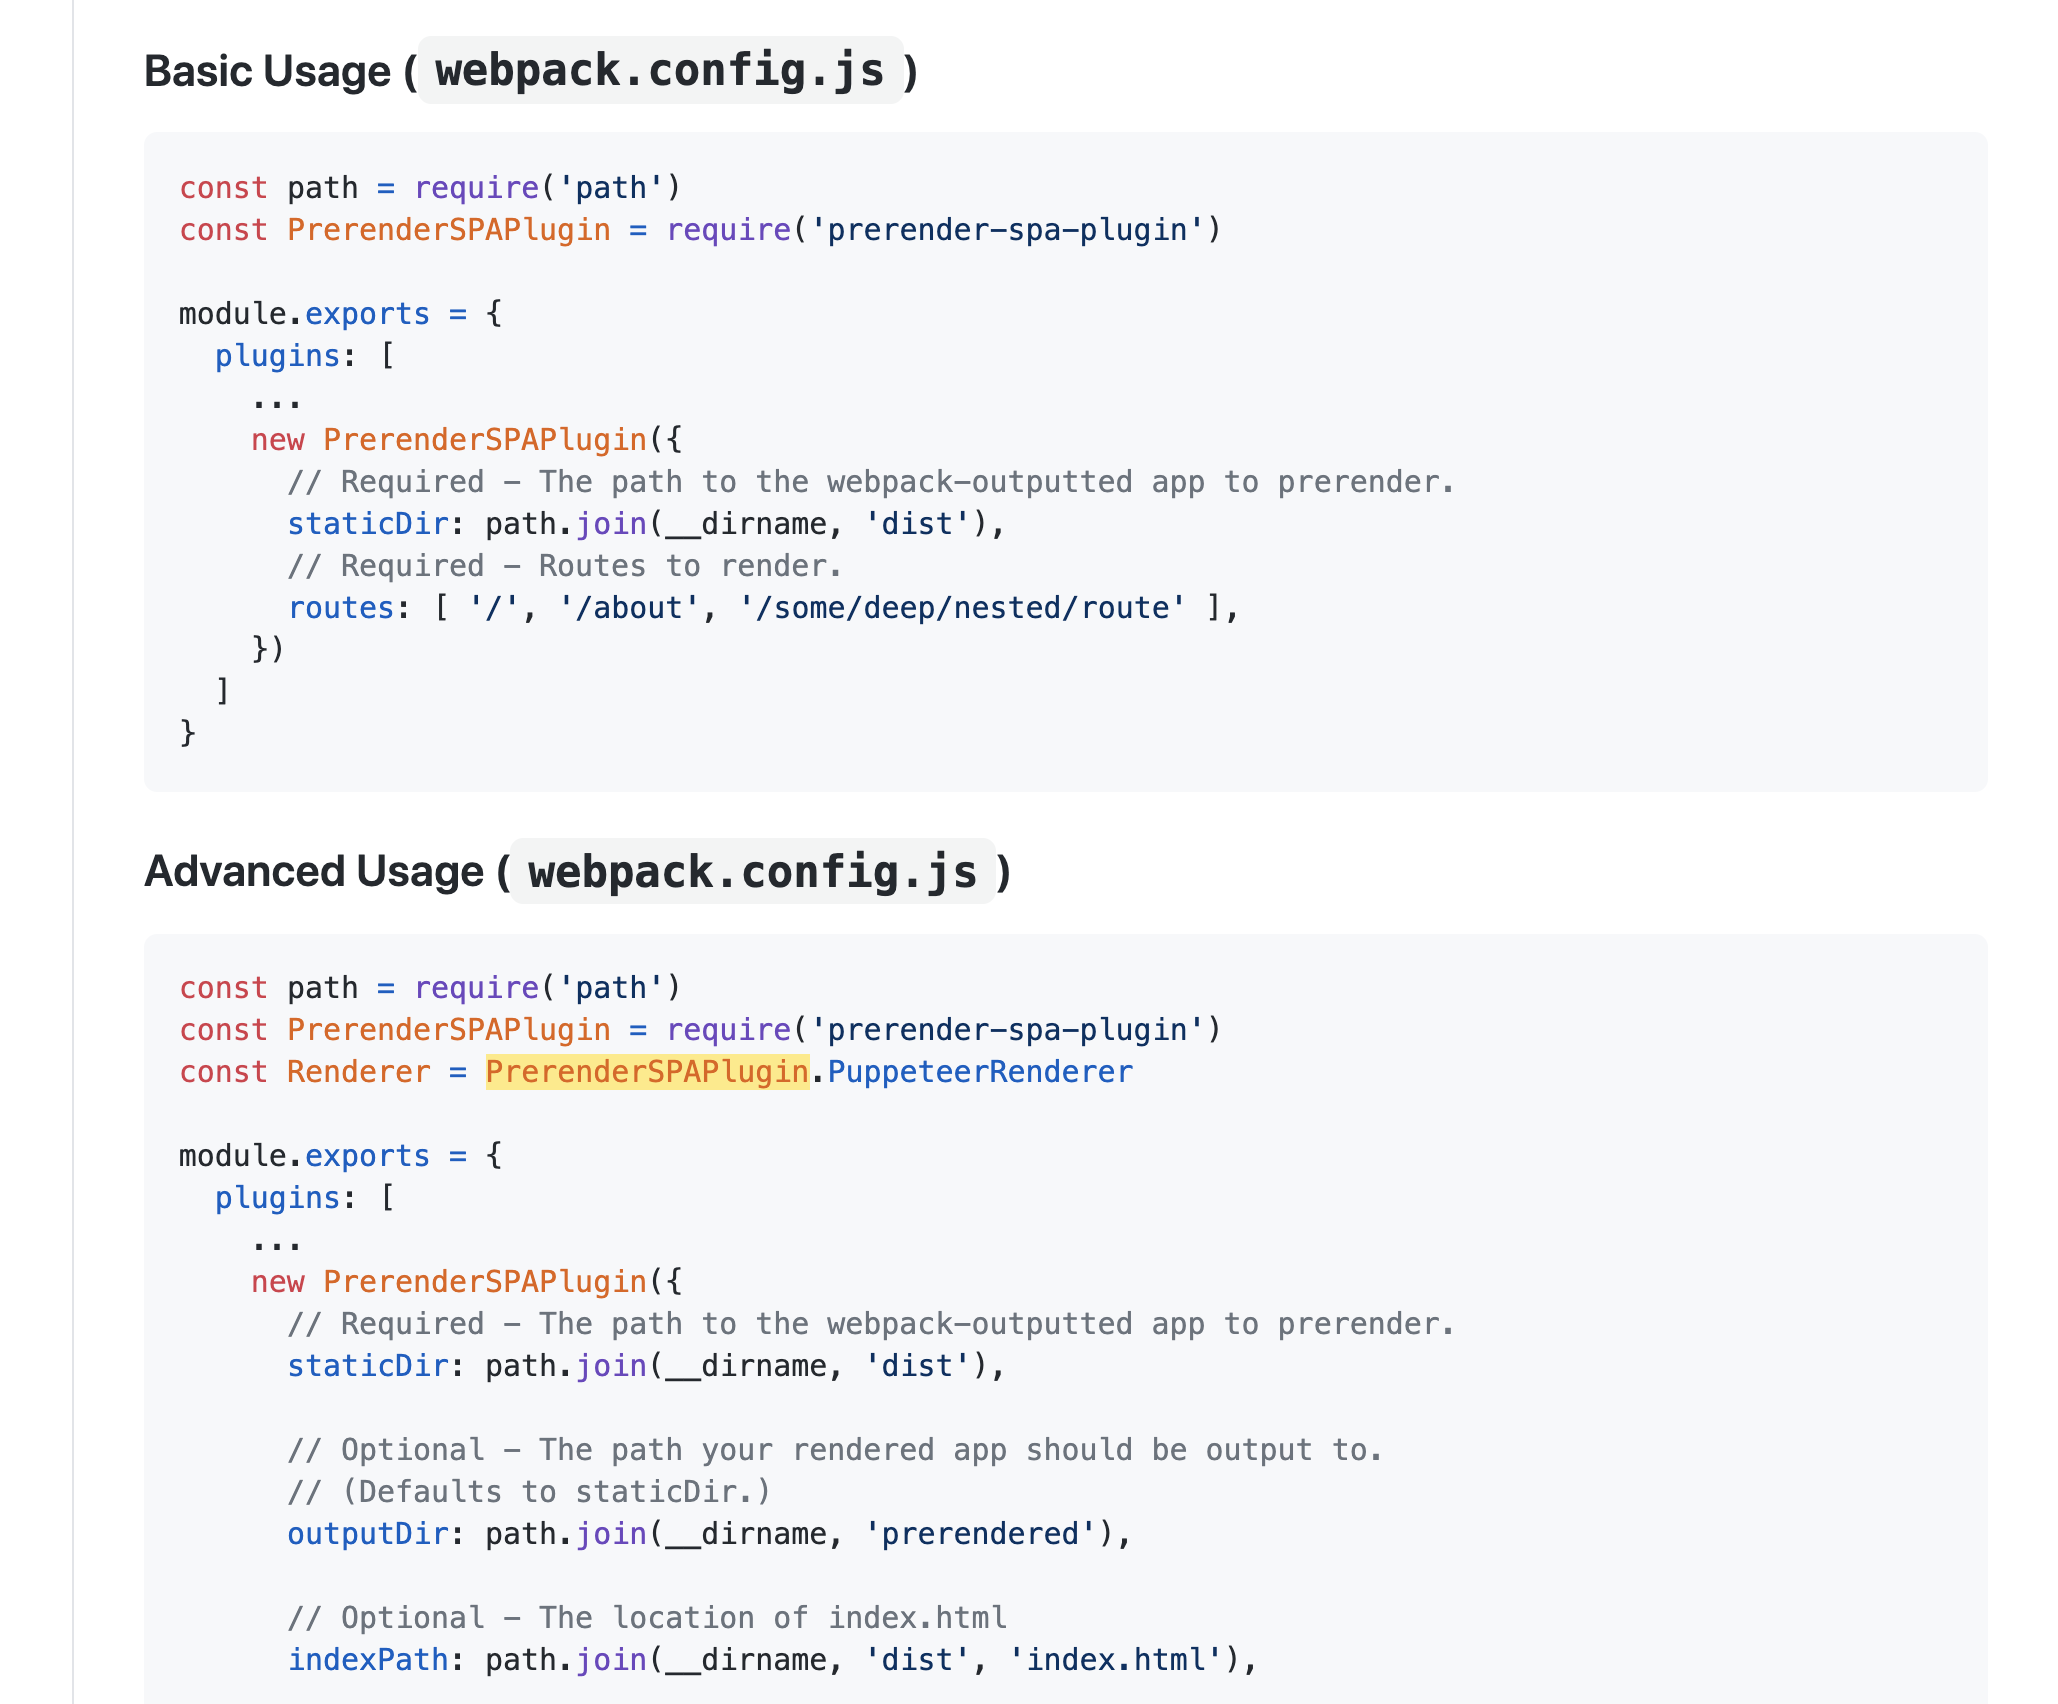 Basic Usage ( webpack.config.js )
const path = require('path')
const PrerenderSPAPlugin = require('prerender-spa-plugin')
module.exports = {
  plugins: [
    ...
    new PrerenderSPAPlugin({
      // Required - The path to the webpack-outputted app to prerender.
      staticDir: path.join(__dirname, 'dist'),
      // Required - Routes to render.
      routes: [ '/', '/about', '/some/deep/nested/route' ],
    })
  ]
}
Advanced Usage ( webpack.config.js )
const path = require('path')
const PrerenderSPAPlugin = require('prerender-spa-plugin')
const Renderer = PrerenderSPAPlugin.PuppeteerRenderer
module.exports = {
  plugins: [
    ...
    new PrerenderSPAPlugin({
      // Required - The path to the webpack-outputted app to prerender.
      staticDir: path.join(__dirname, 'dist'),
      // Optional - The path your rendered app should be output to.
      // (Defaults to staticDir.)
      outputDir: path.join(__dirname, 'prerendered'),
      // Optional - The location of index.html
      indexPath: path.join(__dirname, 'dist', 'index.html'),